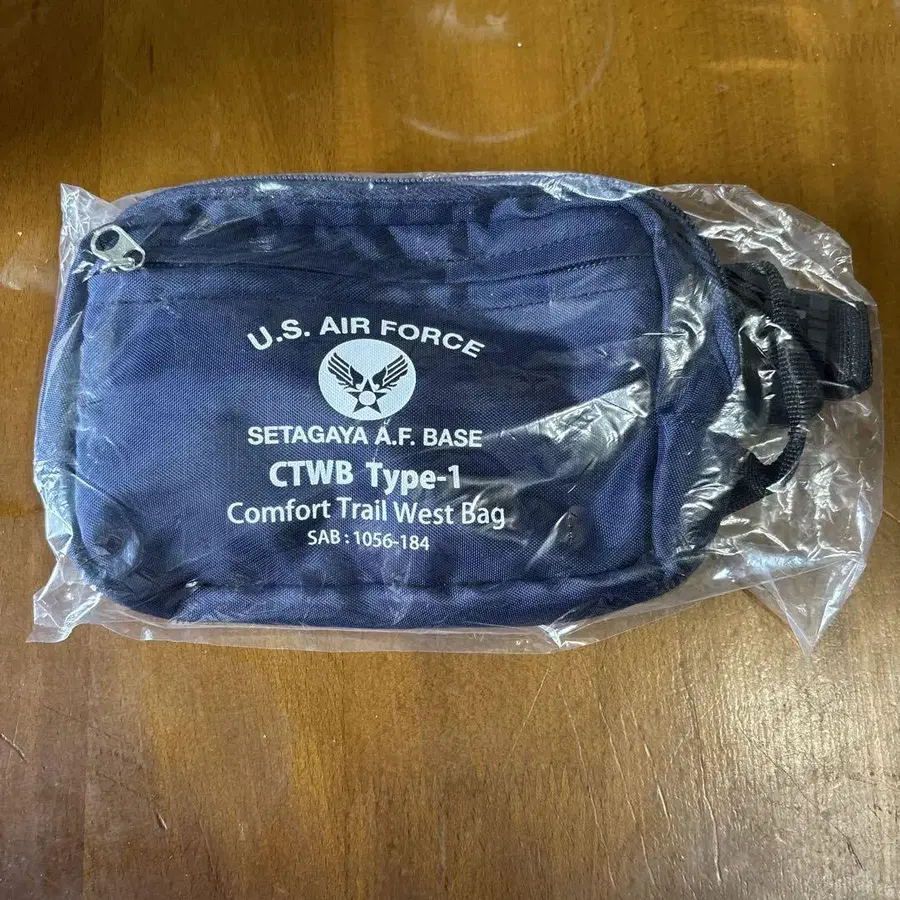 U.S. AIR FORCE
SETAGAYA A.F. BASE
CTWB Type-1
Comfort Trail West Bag
SAB : 1056-184